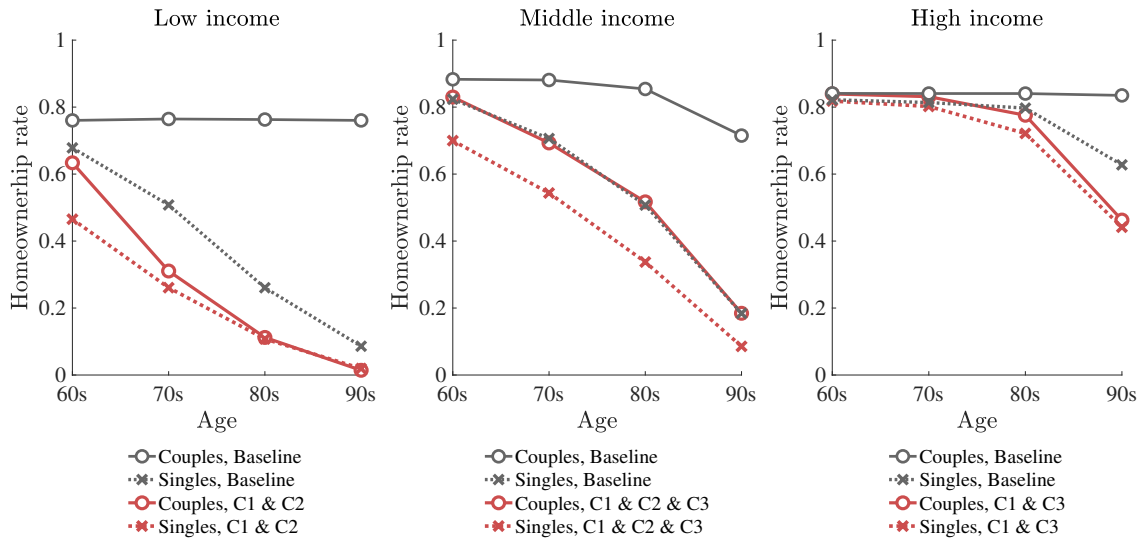 Low income
Homeownerhip rate
1
0.8
0.6
0.4
0.2
0
60s 70s 80s 90s
Age
Couples, Baseline
Singles, Baseline
Couples, C1 & C2
Singles, C1 & C2
Middle income
Homeownerhip rate
1
0.8
0.6
0.4
0.2
0
60s 70s 80s 90s
Age
Couples, Baseline
Singles, Baseline
Couples, C1 & C2 & C3
Singles, C1 & C2 & C3
High income
Homeownerhip rate
1
0.8
0.6
0.4
0.2
0
60s 70s 80s 90s
Age
Couples, Baseline
Singles, Baseline
Couples, C1 & C3
Singles, C1 & C3